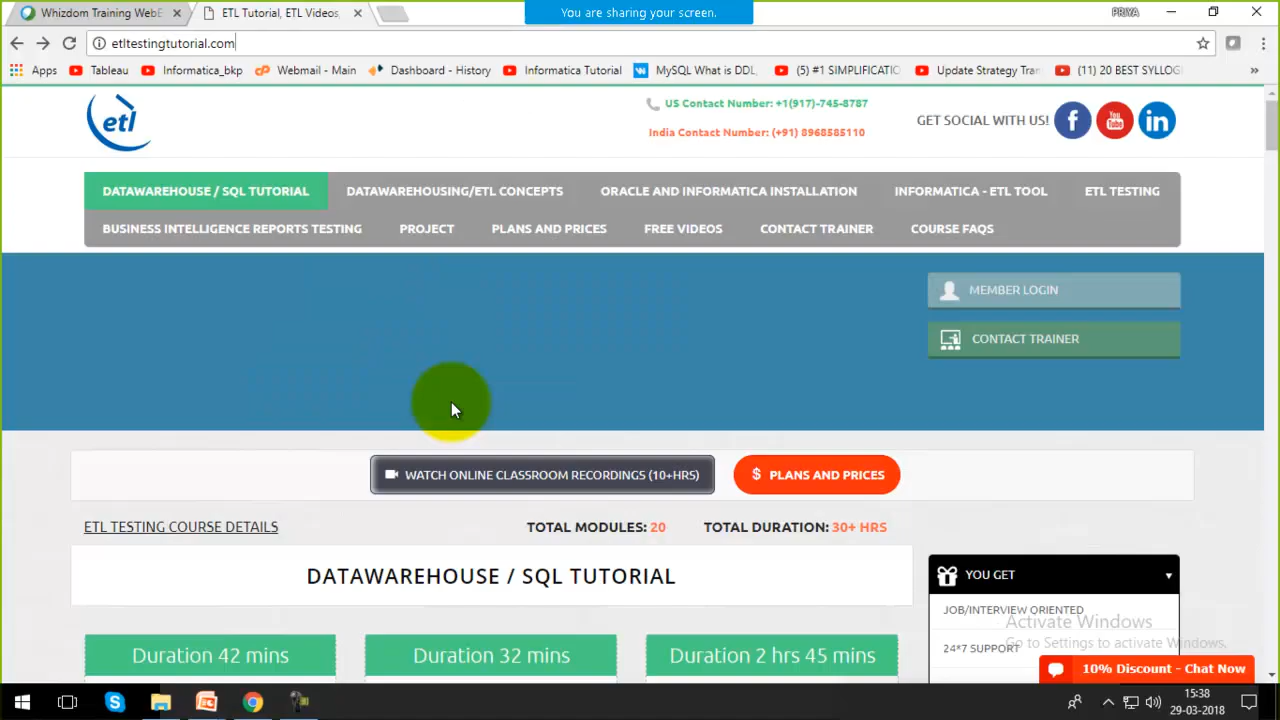 Whizdom Training WebE
ETL Tutorial, ETL Videos,
You are sharing your screen.
PRIYA
etltestingtutorial.com
Apps
Tableau
Informatica_bkp
Webmail - Main
Dashboard - History
Informatica Tutorial
MySQL What is DDL,
(5) #1 SIMPLIFICATIO
Update Strategy Tran
(11) 20 BEST SYLLOG
»
etl
US Contact Number: +1(917)-745-8787
India Contact Number: (+91) 8968585110
GET SOCIAL WITH US!
f
You Tube
in
DATAWAREHOUSE / SQL TUTORIAL
DATAWAREHOUSING/ETL CONCEPTS
ORACLE AND INFORMATICA INSTALLATION
INFORMATICA - ETL TOOL
ETL TESTING
BUSINESS INTELLIGENCE REPORTS TESTING
PROJECT
PLANS AND PRICES
FREE VIDEOS
CONTACT TRAINER
COURSE FAQS
MEMBER LOGIN
CONTACT TRAINER
WATCH ONLINE CLASSROOM RECORDINGS (10+HRS)
$ PLANS AND PRICES
ETL TESTING COURSE DETAILS
TOTAL MODULES: 20
TOTAL DURATION: 30+ HRS
DATAWAREHOUSE / SQL TUTORIAL
YOU GET
JOB/INTERVIEW ORIENTED
24*7 SUPPORT
Activate Windows
Go to Settings to activate Windows.
Duration 42 mins
Duration 32 mins
Duration 2 hrs 45 mins
10% Discount - Chat Now
15:38
29-03-2018